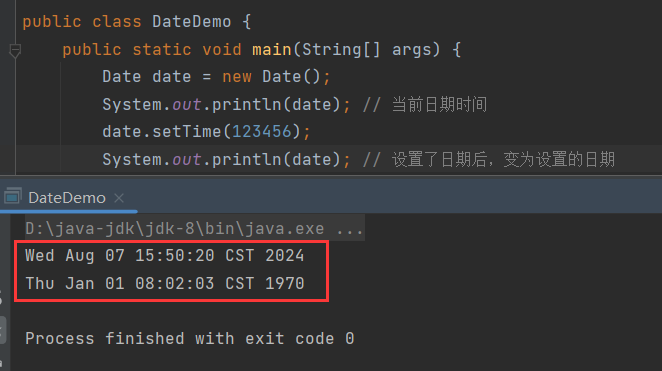 public class DateDemo {
public static void main(String[] args) {
Date date = new Date();
System.out.println(date); // 当前日期时间
date.setTime(123456);
System.out.println(date); // 设置了日期后，变为设置的日期
DateDemo ×
D:\java-jdk\jdk-8\bin\java.exe ...
Wed Aug 07 15:50:20 CST 2024
Thu Jan 01 08:02:03 CST 1970
Process finished with exit code 0